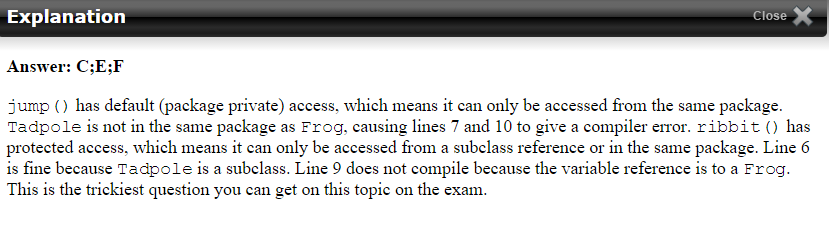 Explanation
Close
Answer: C;E;F
jump() has default (package private) access, which means it can only be accessed from the same package.
Tadpole is not in the same package as Frog, causing lines 7 and 10 to give a compiler error. ribbit() has
protected access, which means it can only be accessed from a subclass reference or in the same package. Line 6
is fine because Tadpole is a subclass. Line 9 does not compile because the variable reference is to a Frog.
This is the trickiest question you can get on this topic on the exam.